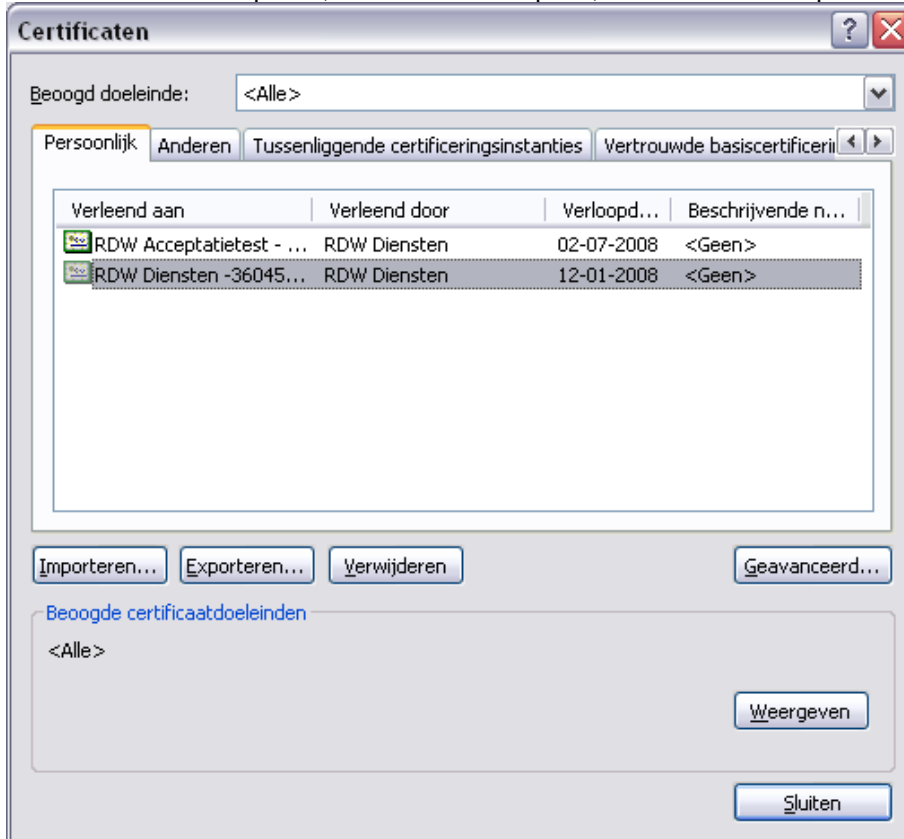 Certificaten
Beoogd doeleinde: <Alle>
Persoonlijk Anderen Tussenliggende certificeringsinstanties Vertrouwde basiscertificerin
Verleend aan Verleend door Verloopd... Beschrijvende n...
RDW Acceptatietest - ... RDW Diensten 02-07-2008 <Geen>
RDW Diensten -36045... RDW Diensten 12-01-2008 <Geen>
Importeren... Exporteren... Verwijderen Geavanceerd...
Beoogde certificaatdoeleinden
<Alle>
Weergeven
Sluiten